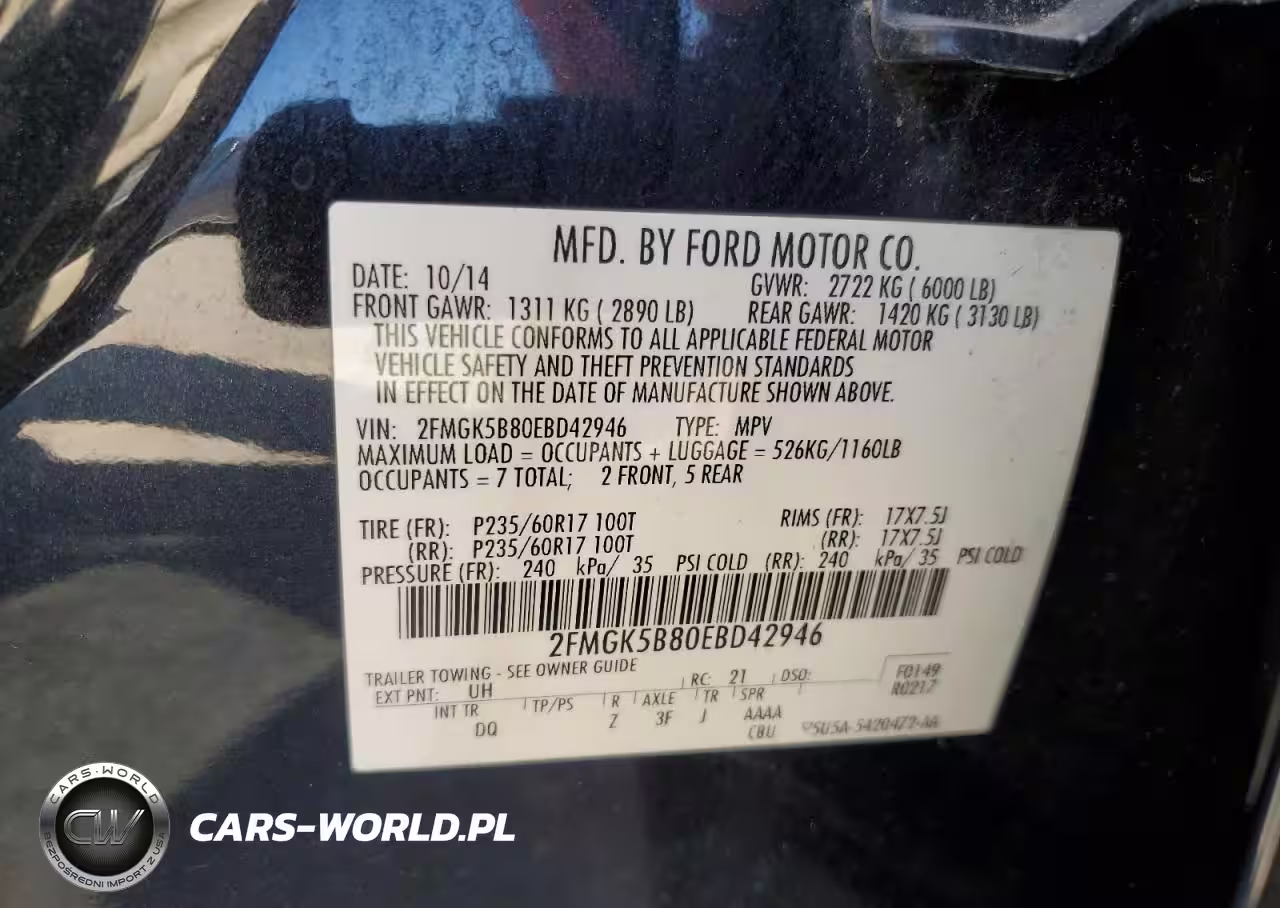 MFD. BY FORD MOTOR CO.
DATE: 10/14 GVWR: 2722 KG ( 6000 LB)
FRONT GAWR: 1311 KG ( 2890 LB) REAR GAWR: 1420 KG ( 3130 LB)
THIS VEHICLE CONFORMS TO ALL APPLICABLE FEDERAL MOTOR
VEHICLE SAFETY AND THEFT PREVENTION STANDARDS
IN EFFECT ON THE DATE OF MANUFACTURE SHOWN ABOVE.
VIN: 2FMGK5B80EBD42946 TYPE: MPV
MAXIMUM LOAD = OCCUPANTS + LUGGAGE = 526KG/1160LB
OCCUPANTS = 7 TOTAL; 2 FRONT, 5 REAR
TIRE (FR): P235/60R17 100T RIMS (FR): 17X7.5J
(RR): P235/60R17 100T (RR): 17X7.5J
PRESSURE (FR): 240 kPa/ 35 PSI COLD (RR): 240 kPa/ 35 PSI COLD
2FMGK5B80EBD42946
TRAILER TOWING - SEE OWNER GUIDE
EXT PNT: UH RC: 21 DSO: F0149
R0217
INT TR TP/PS R AXLE TR SPR
DQ Z 3F J AAAA
CBU
CARS-WORLD
CW
BEZPOŚREDNI IMPORT Z USA
CARS-WORLD.PL